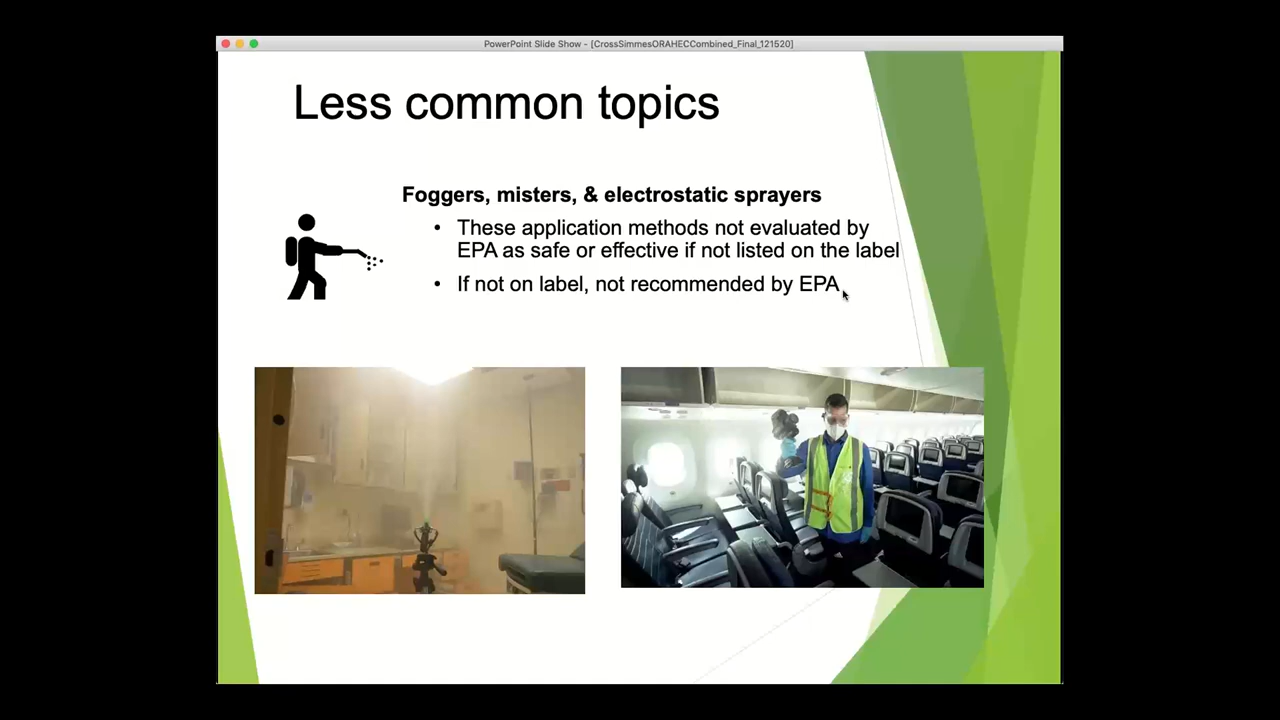 PowerPoint Slide Show - [CrossSimmesORAHECCombined_Final_121520]
Less common topics
Foggers, misters, & electrostatic sprayers
• These application methods not evaluated by
EPA as safe or effective if not listed on the label
• If not on label, not recommended by EPA